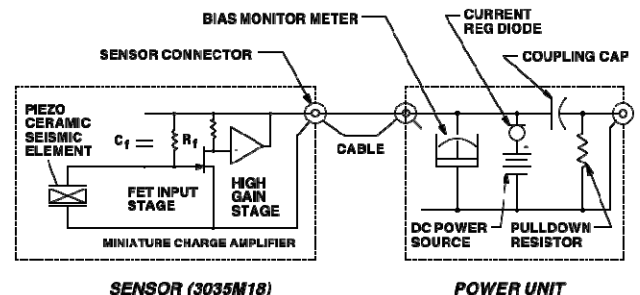 BIAS MONITOR METER
CURRENT
REG DIODE
SENSOR CONNECTOR
COUPLING CAP
PIEZO
CERAMIC
SEISMIC
ELEMENT
Cf
Rf
CABLE
FET INPUT
STAGE
HIGH
GAIN
STAGE
DC POWER
SOURCE
PULLDOWN
RESISTOR
MINIATURE CHARGE AMPLIFIER
SENSOR (3035M18)
POWER UNIT